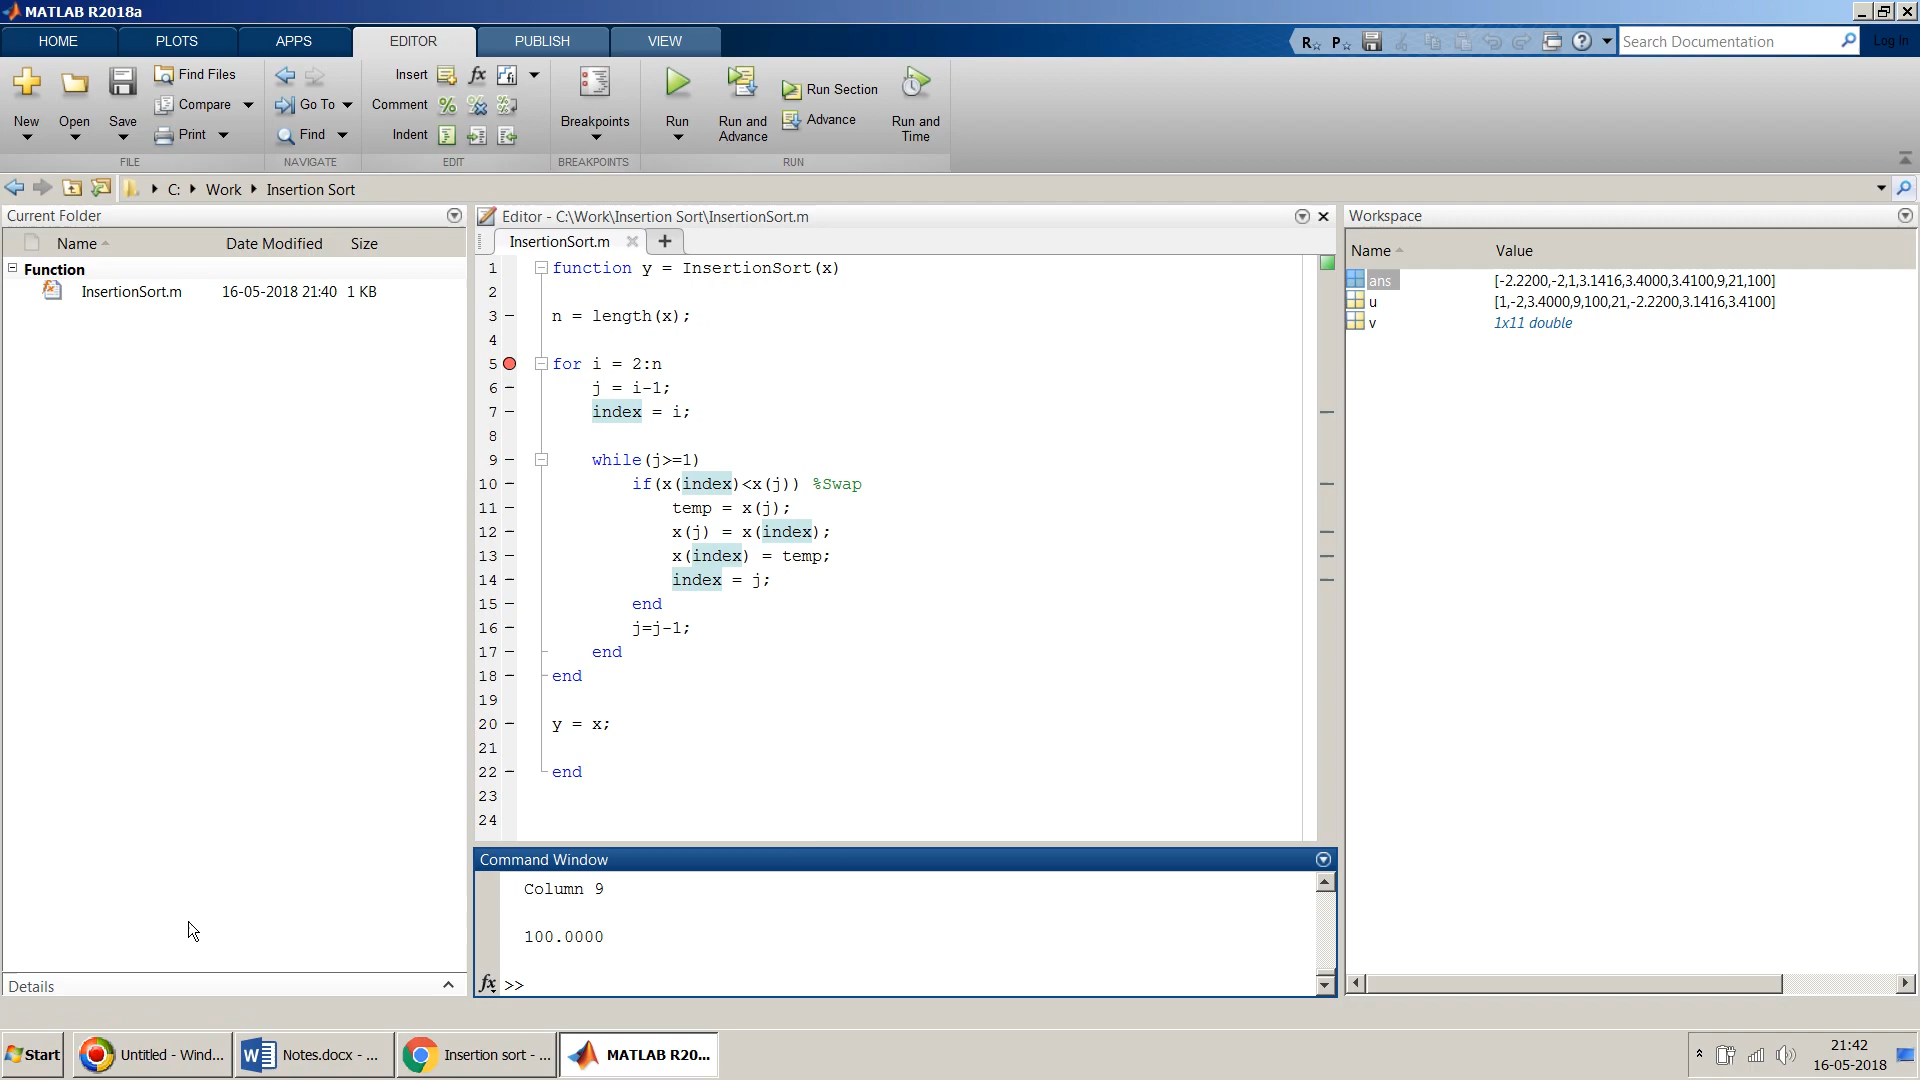 MATLAB R2018a
HOME PLOTS APPS EDITOR PUBLISH VIEW
Search Documentation
Log In
New
Open
Save
Find Files
Compare
Print
FILE
Go To
Find
NAVIGATE
Insert
Comment
Indent
EDIT
Breakpoints
BREAKPOINTS
Run
Run and Advance
Run Section
Advance
Run and Time
RUN
C: Work Insertion Sort
Current Folder
Name Date Modified Size
Function
InsertionSort.m 16-05-2018 21:40 1 KB
Details
Editor - C:\Work\Insertion Sort\InsertionSort.m
InsertionSort.m
1 function y = InsertionSort(x)
2
3 n = length(x);
4
5 for i = 2:n
6 j = i-1;
7 index = i;
8
9 while(j>=1)
10 if(x(index)<x(j)) %Swap
11 temp = x(j);
12 x(j) = x(index);
13 x(index) = temp;
14 index = j;
15 end
16 j=j-1;
17 end
18 end
19
20 y = x;
21
22 end
23
24
Command Window
Column 9
100.0000
fx >>
Workspace
Name Value
ans [-2.2200,-2,1,3.1416,3.4000,3.4100,9,21,100]
u [1,-2,3.4000,9,100,21,-2.2200,3.1416,3.4100]
v 1x11 double
Start
Untitled - Wind...
Notes.docx - ...
Insertion sort - ...
MATLAB R20...
21:42
16-05-2018